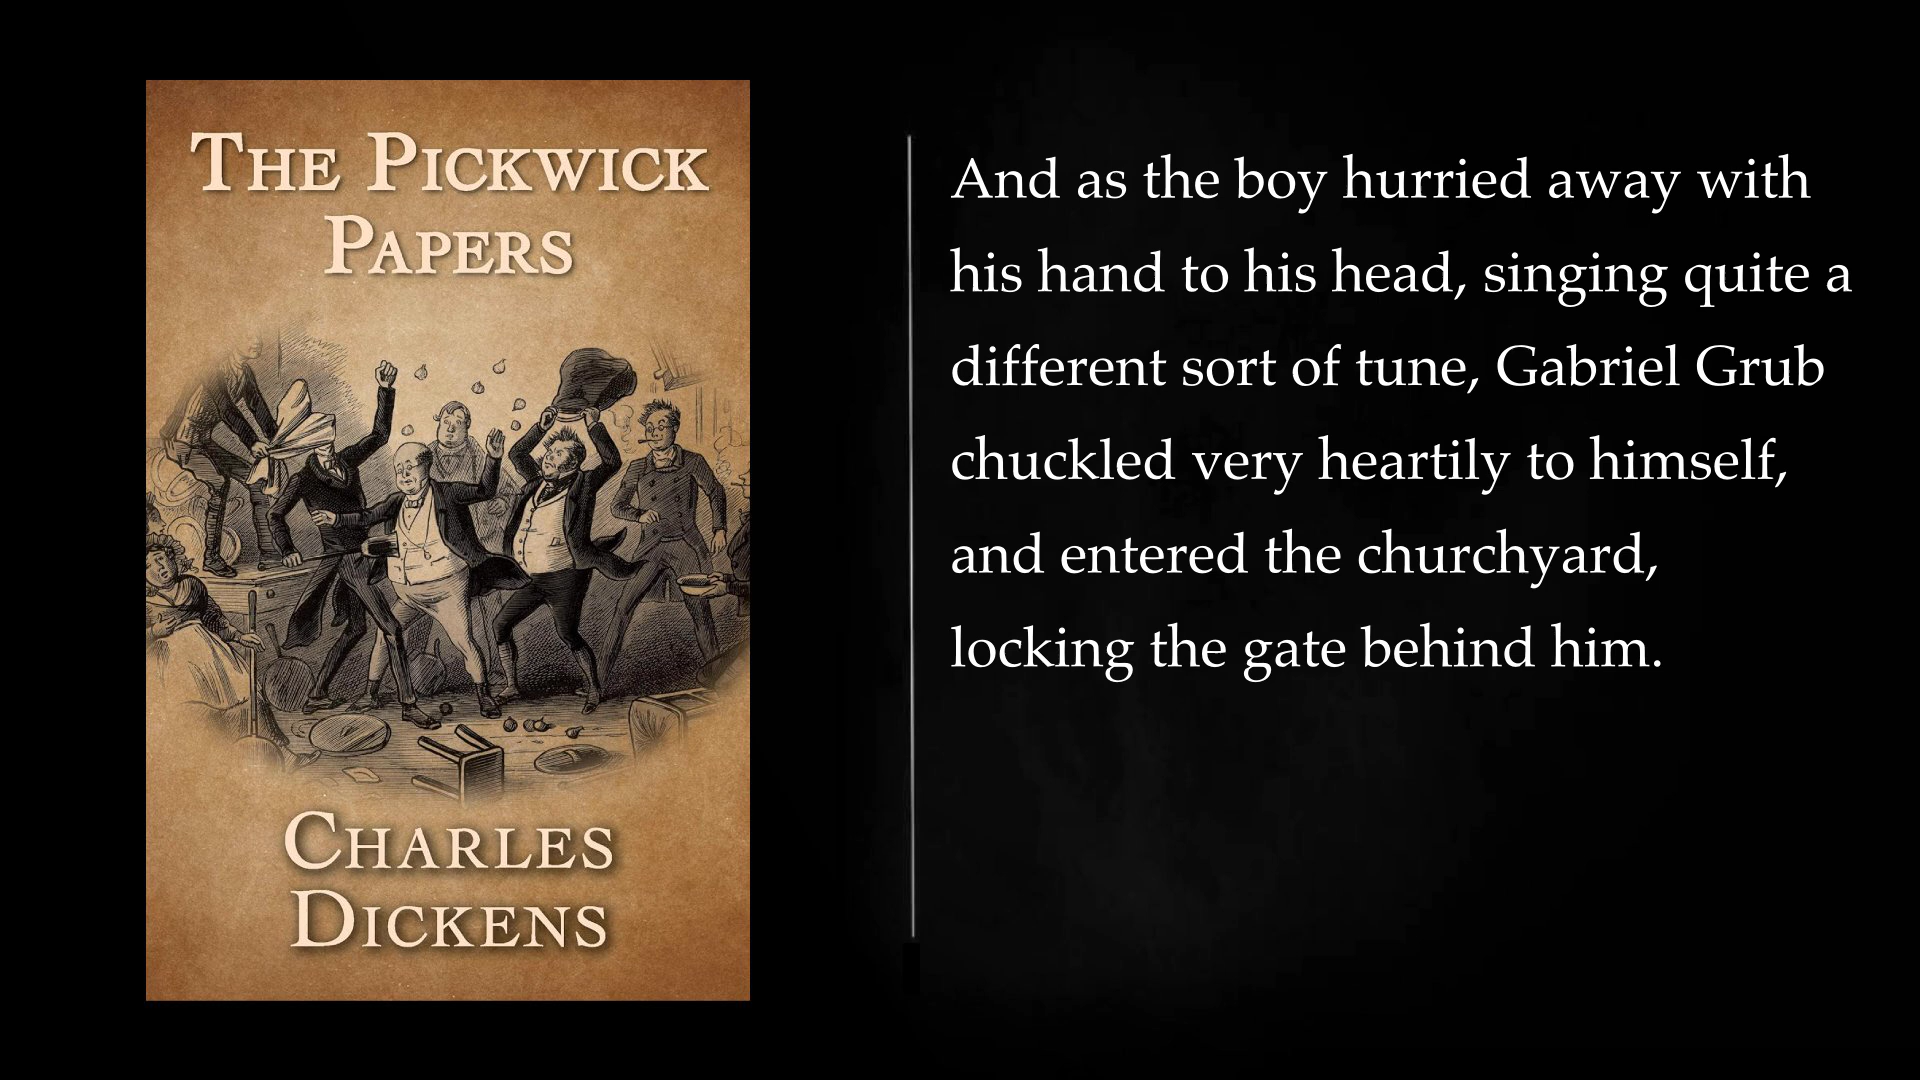 The Pickwick
Papers
Charles
Dickens
And as the boy hurried away with
his hand to his head, singing quite a
different sort of tune, Gabriel Grub
chuckled very heartily to himself,
and entered the churchyard,
locking the gate behind him.